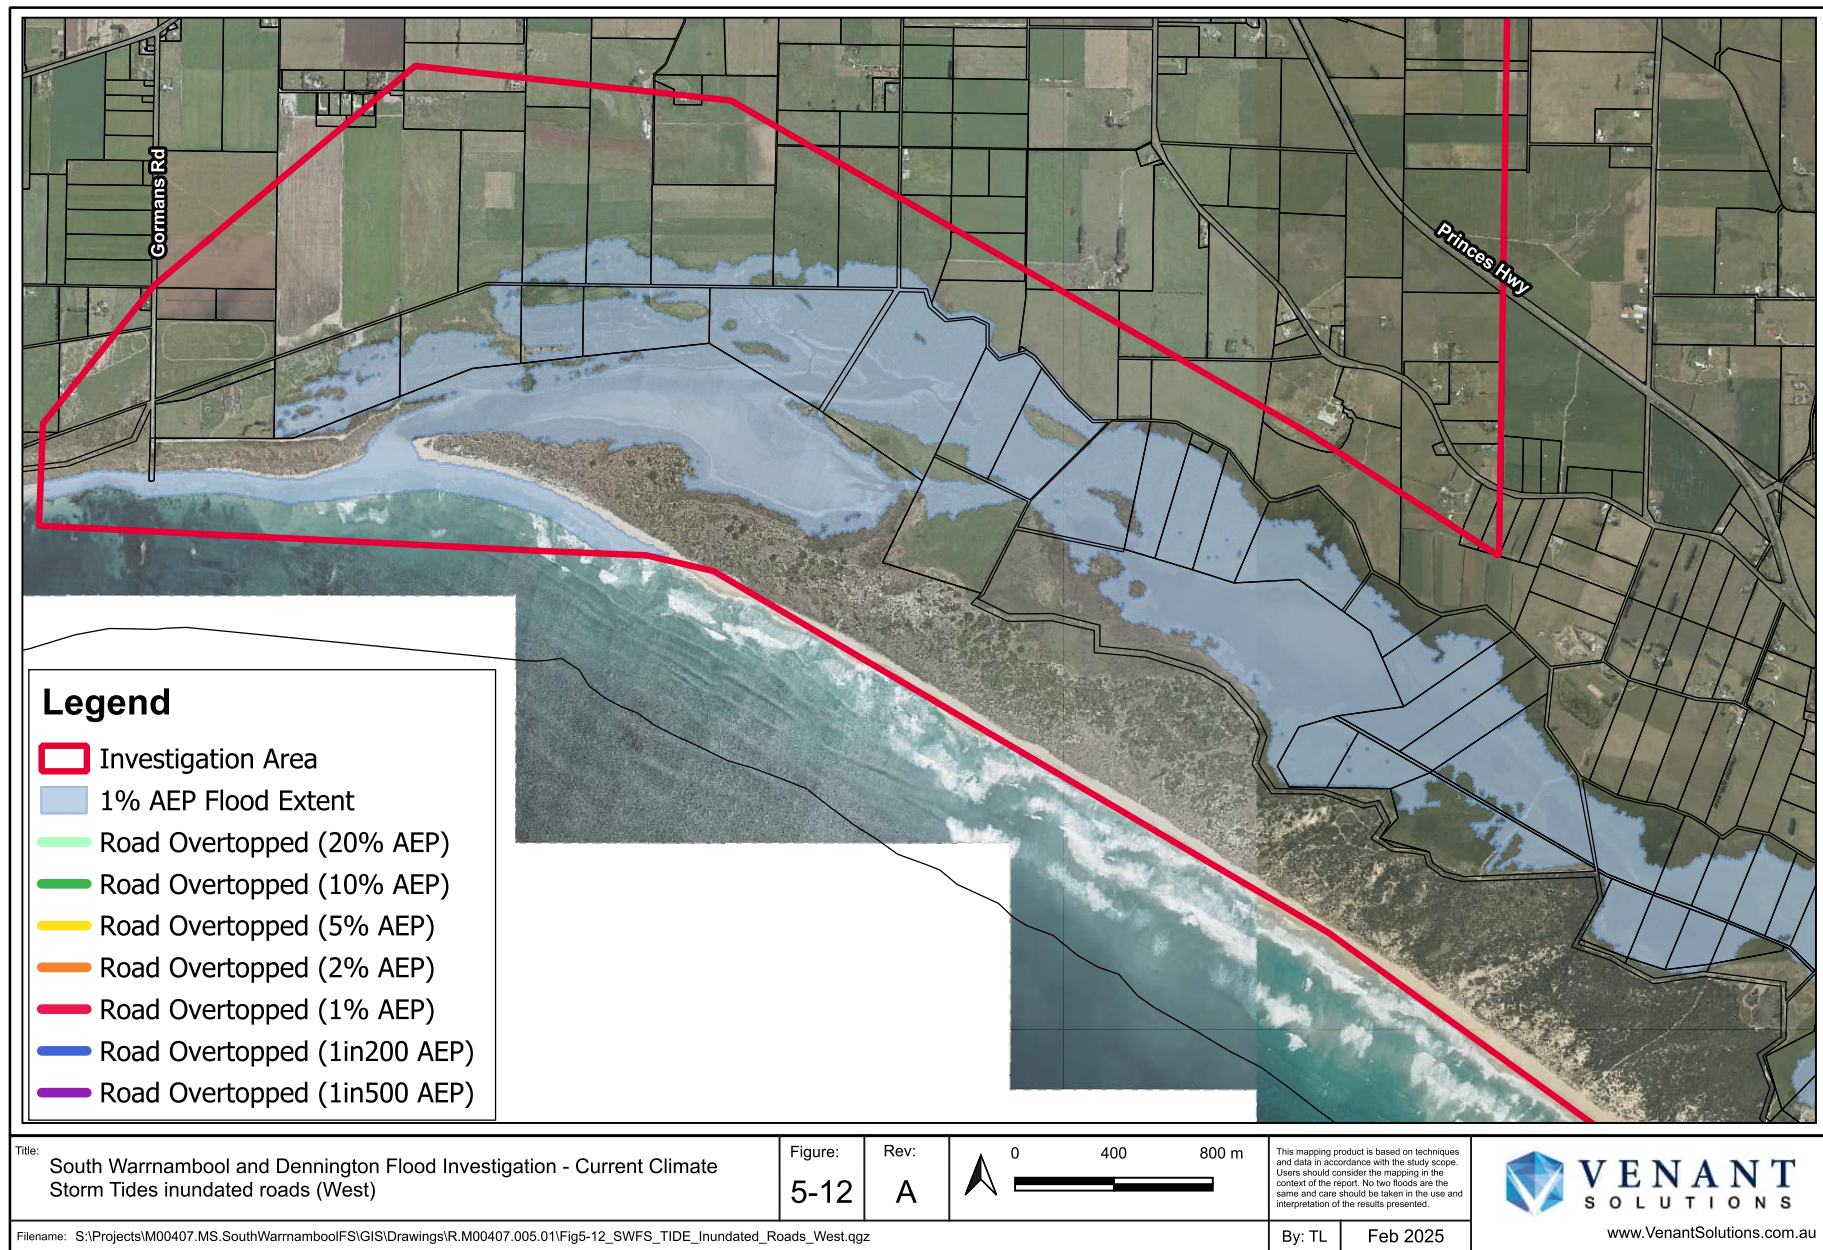 Gormans Rd
Princes Hwy
Legend
Investigation Area
1% AEP Flood Extent
Road Overtopped (20% AEP)
Road Overtopped (10% AEP)
Road Overtopped (5% AEP)
Road Overtopped (2% AEP)
Road Overtopped (1% AEP)
Road Overtopped (1in200 AEP)
Road Overtopped (1in500 AEP)
Title:
South Warrnambool and Dennington Flood Investigation - Current Climate
Storm Tides inundated roads (West)
Figure:
5-12
Rev:
A
0 400 800 m
This mapping product is based on techniques
and data in accordance with the study scope.
Users should consider the mapping in the
context of the report. No two floods are the
same and care should be taken in the use and
interpretation of the results presented.
VENANT
SOLUTIONS
www.VenantSolutions.com.au
Filename: S:\Projects\M00407.MS.SouthWarrnamboolFS\GIS\Drawings\R.M00407.005.01\Fig5-12_SWFS_TIDE_Inundated_Roads_West.qgz
By: TL
Feb 2025